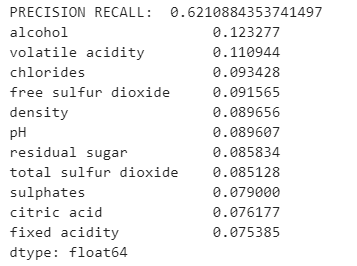 PRECISION RECALL:  0.6210884353741497
alcohol                 0.123277
volatile acidity        0.110944
chlorides               0.093428
free sulfur dioxide     0.091565
density                 0.089656
pH                      0.089607
residual sugar          0.085834
total sulfur dioxide    0.085128
sulphates               0.079000
citric acid             0.076177
fixed acidity           0.075385
dtype: float64